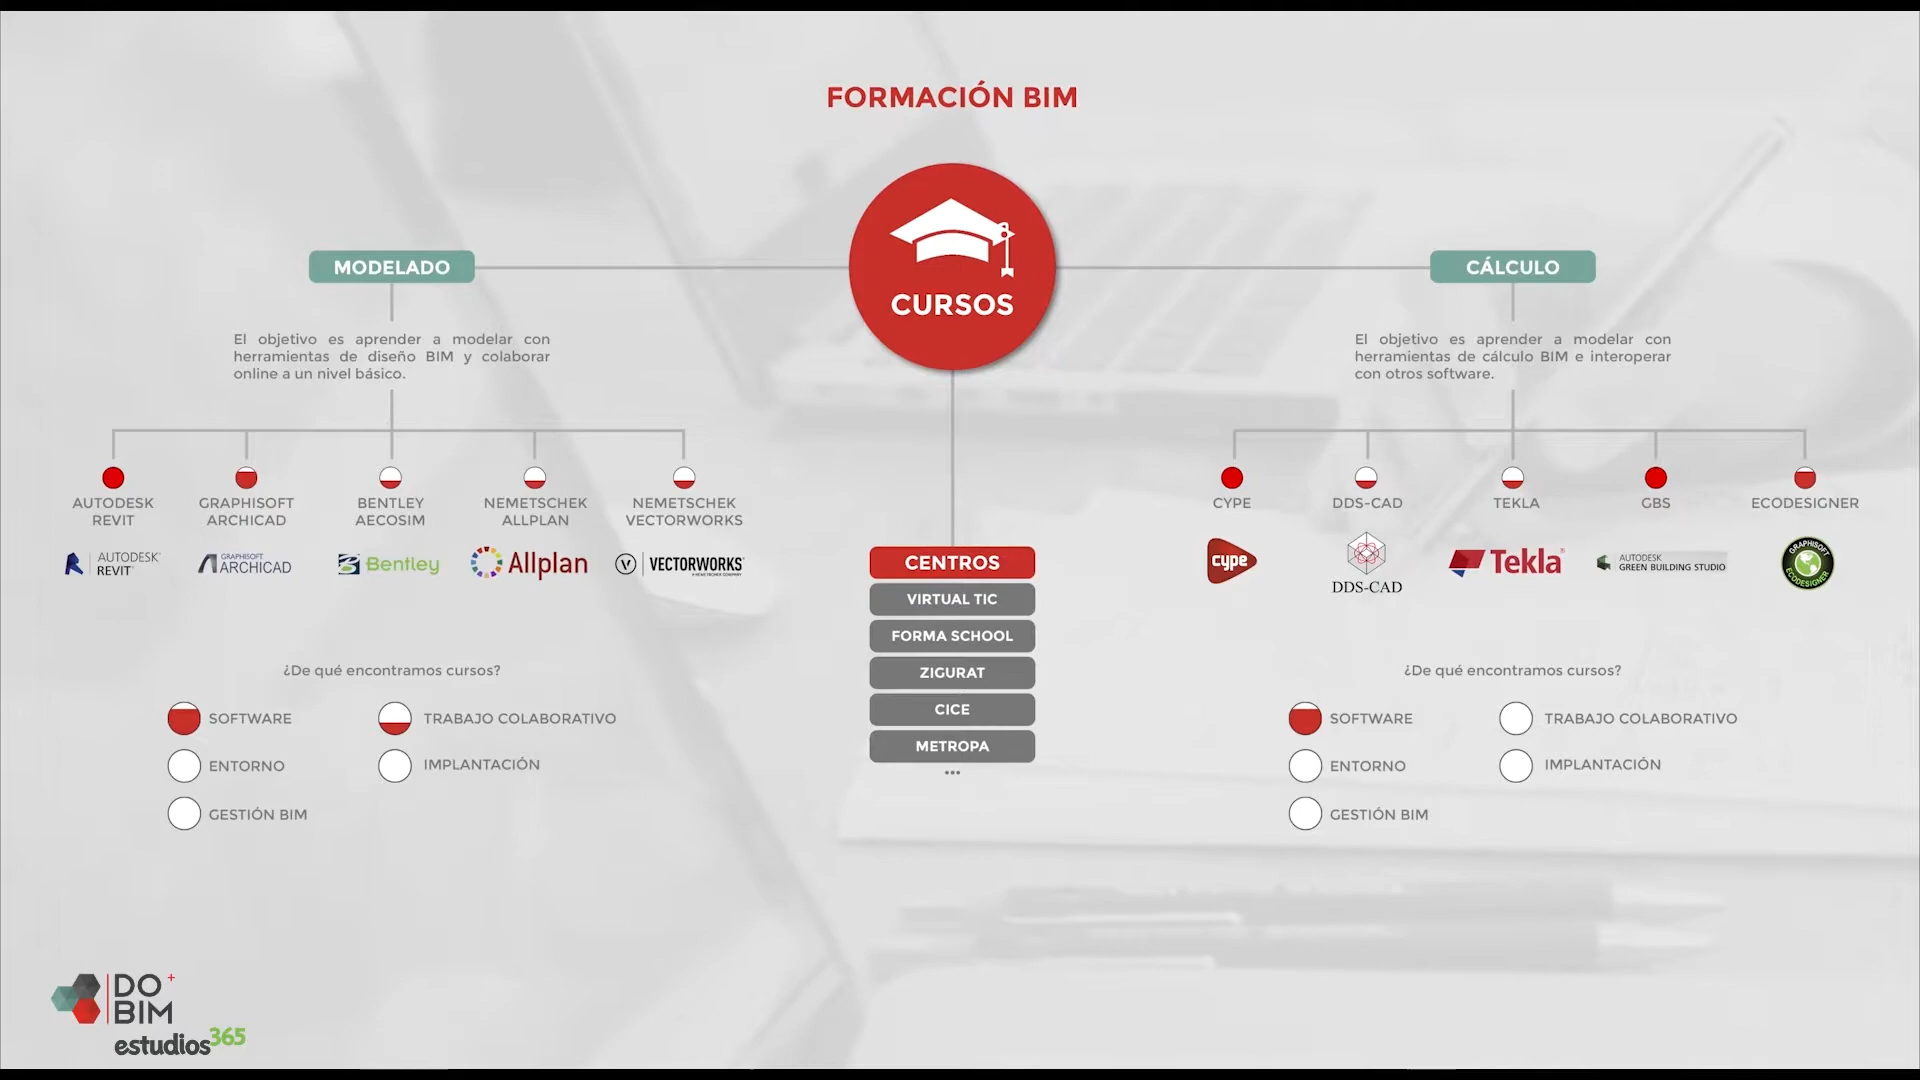 FORMACIÓN BIM
CURSOS
MODELADO
El objetivo es aprender a modelar con
herramientas de diseño BIM y colaborar
online a un nivel básico.
AUTODESK
REVIT
GRAPHISOFT
ARCHICAD
BENTLEY
AECOSIM
NEMETSCHEK
ALLPLAN
NEMETSCHEK
VECTORWORKS
AUTODESK®
REVIT®
GRAPHISOFT
ARCHICAD
Bentley
Allplan
V
VECTORWORKS®
¿De qué encontramos cursos?
SOFTWARE
TRABAJO COLABORATIVO
ENTORNO
IMPLANTACIÓN
GESTIÓN BIM
CENTROS
VIRTUAL TIC
FORMA SCHOOL
ZIGURAT
CICE
METROPA
...
CÁLCULO
El objetivo es aprender a modelar con
herramientas de cálculo BIM e interoperar
con otros software.
CYPE
DDS-CAD
TEKLA
GBS
ECODESIGNER
cype
DDS-CAD
Tekla®
AUTODESK
GREEN BUILDING STUDIO
GRAPHISOFT
ECODESIGNER
¿De qué encontramos cursos?
SOFTWARE
TRABAJO COLABORATIVO
ENTORNO
IMPLANTACIÓN
GESTIÓN BIM
DO+
BIM
estudios365